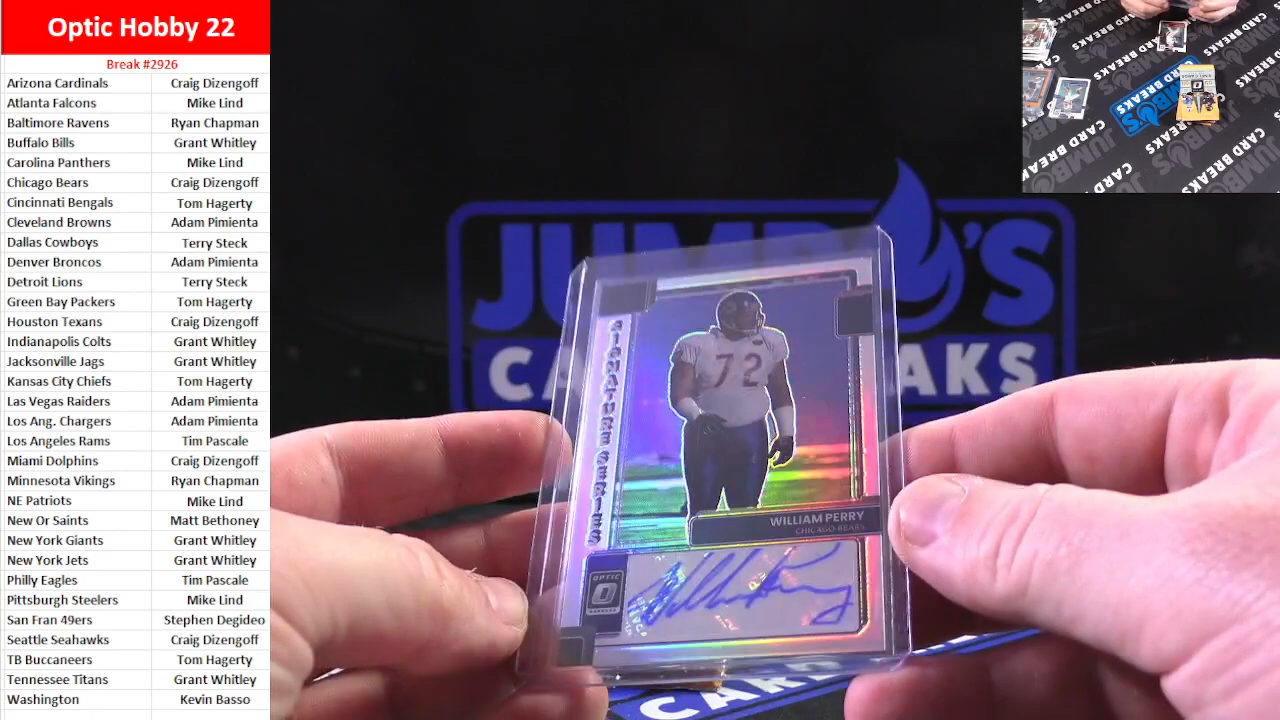 Optic Hobby 22
Break #2926
Arizona Cardinals Craig Dizengoff
Atlanta Falcons Mike Lind
Baltimore Ravens Ryan Chapman
Buffalo Bills Grant Whitley
Carolina Panthers Mike Lind
Chicago Bears Craig Dizengoff
Cincinnati Bengals Tom Hagerty
Cleveland Browns Adam Pimienta
Dallas Cowboys Terry Steck
Denver Broncos Adam Pimienta
Detroit Lions Terry Steck
Green Bay Packers Tom Hagerty
Houston Texans Craig Dizengoff
Indianapolis Colts Grant Whitley
Jacksonville Jags Grant Whitley
Kansas City Chiefs Tom Hagerty
Las Vegas Raiders Adam Pimienta
Los Ang. Chargers Adam Pimienta
Los Angeles Rams Tim Pascale
Miami Dolphins Craig Dizengoff
Minnesota Vikings Ryan Chapman
NE Patriots Mike Lind
New Or Saints Matt Bethoney
New York Giants Grant Whitley
New York Jets Grant Whitley
Philly Eagles Tim Pascale
Pittsburgh Steelers Mike Lind
San Fran 49ers Stephen Degideo
Seattle Seahawks Craig Dizengoff
TB Buccaneers Tom Hagerty
Tennessee Titans Grant Whitley
Washington Kevin Basso
SIGNATURE SERIES
72
WILLIAM PERRY
CHICAGO BEARS
OPTIC
William Perry
JUMBO'S
CARD BREAKS